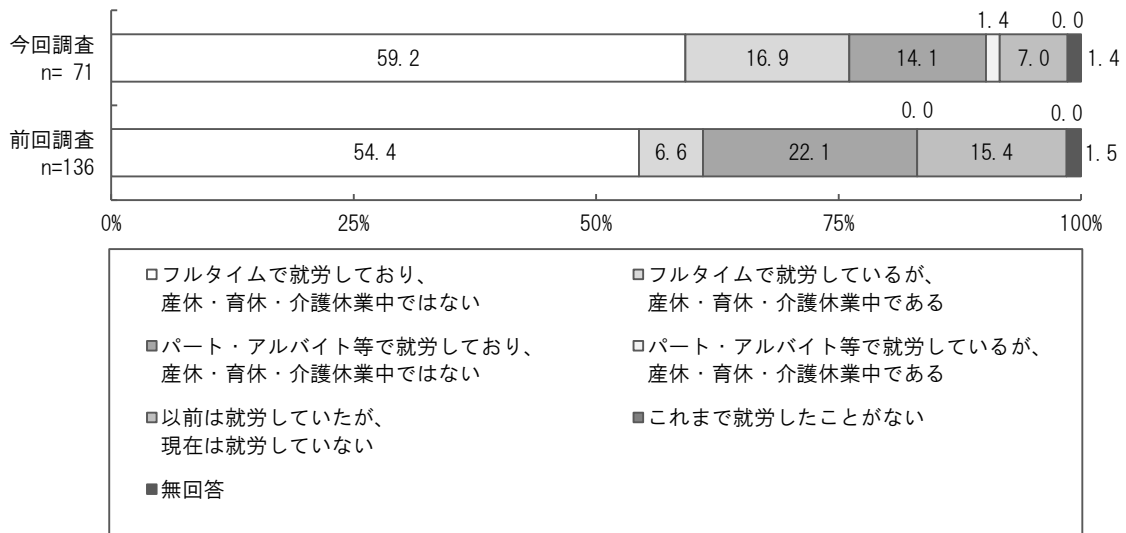 1.4 0.0
今回調査
n= 71
59.2 16.9 14.1 7.0 1.4
0.0 0.0
前回調査
n=136
54.4 6.6 22.1 15.4 1.5
0% 25% 50% 75% 100%
フルタイムで就労しており、
産休・育休・介護休業中ではない
フルタイムで就労しているが、
産休・育休・介護休業中である
パート・アルバイト等で就労しており、
産休・育休・介護休業中ではない
パート・アルバイト等で就労しているが、
産休・育休・介護休業中である
以前は就労していたが、
現在は就労していない
これまで就労したことがない
無回答